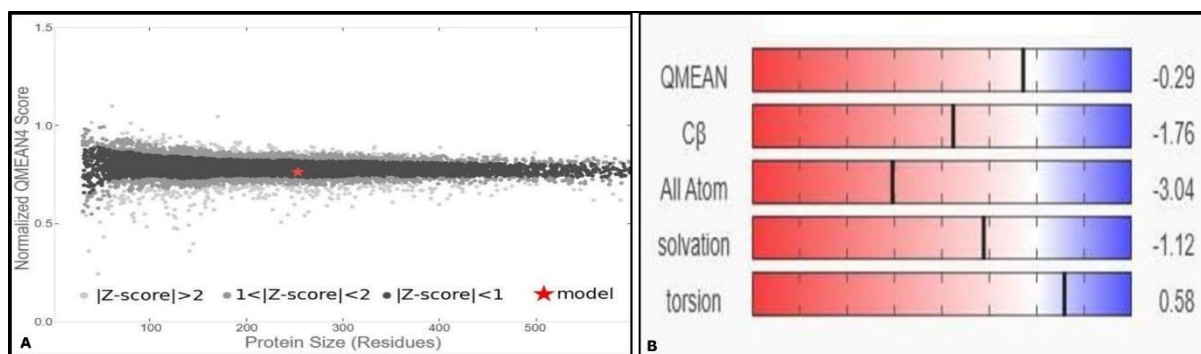 1.5
1.0
0.5
0.0
Normalized QMEAN4 Score
|Z-score|>2 1<|Z-score|<2 |Z-score|<1 model
100 200 300 400 500
Protein Size (Residues)
A
QMEAN -0.29
Cβ -1.76
All Atom -3.04
solvation -1.12
torsion 0.58
B